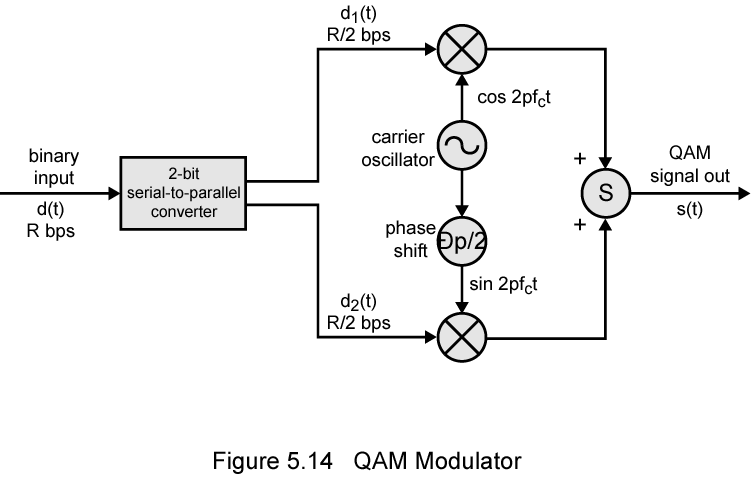 d1(t)
R/2 bps
cos 2pfct
carrier
oscillator
binary
input
d(t)
R bps
2-bit
serial-to-parallel
converter
phase
shift
Ðp/2
sin 2pfct
d2(t)
R/2 bps
+
S
+
QAM
signal out
s(t)
Figure 5.14 QAM Modulator